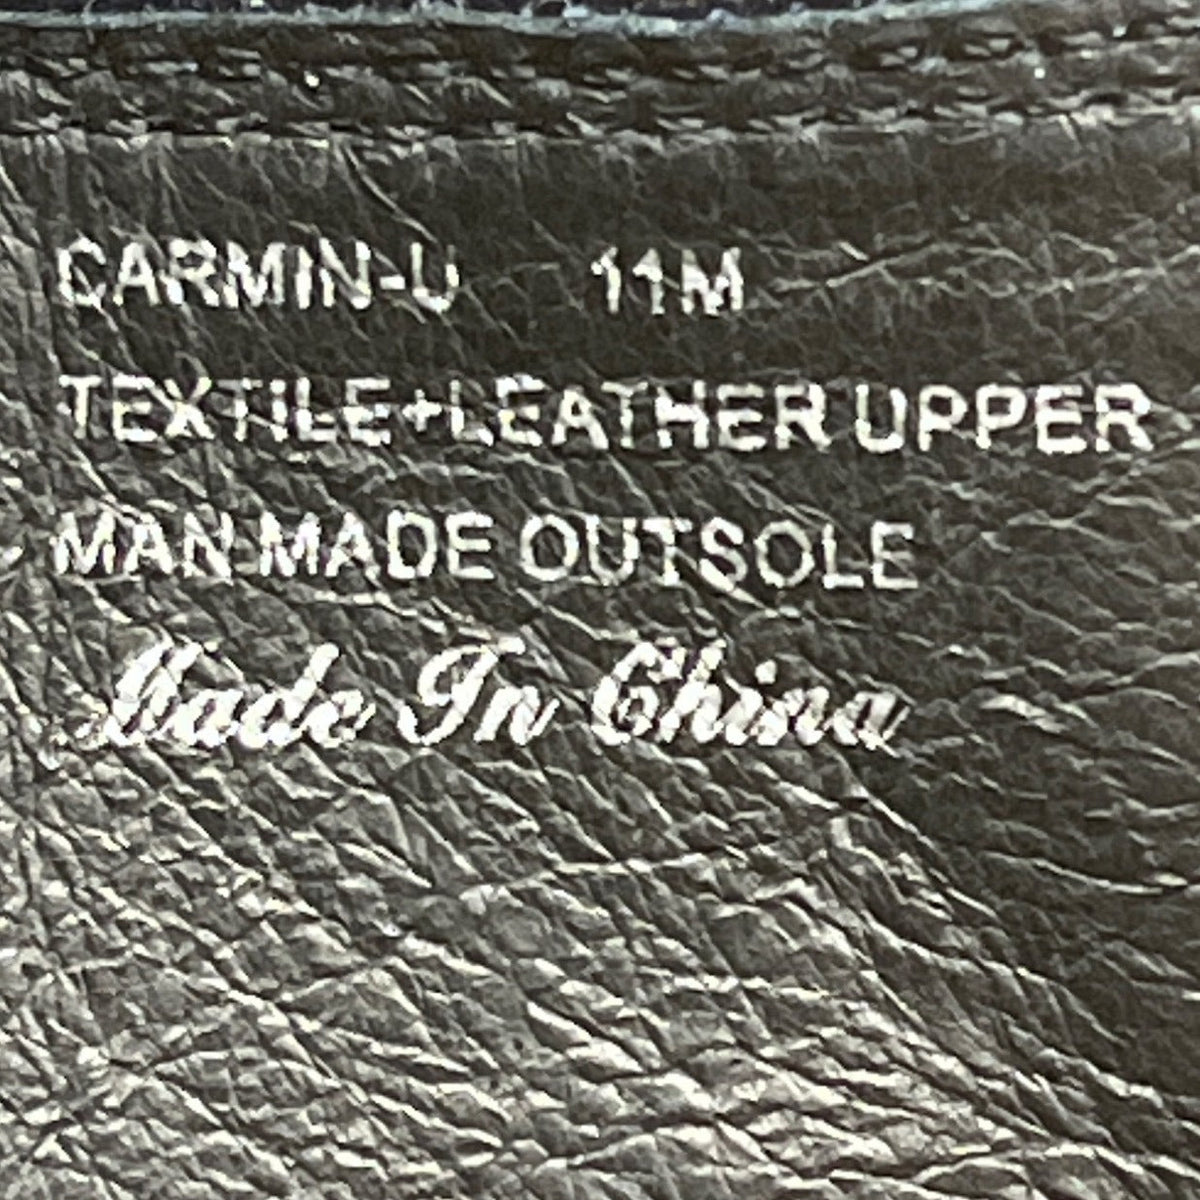 CARMIN-U 11M
TEXTILE+LEATHER UPPER
MAN MADE OUTSOLE
Made In China